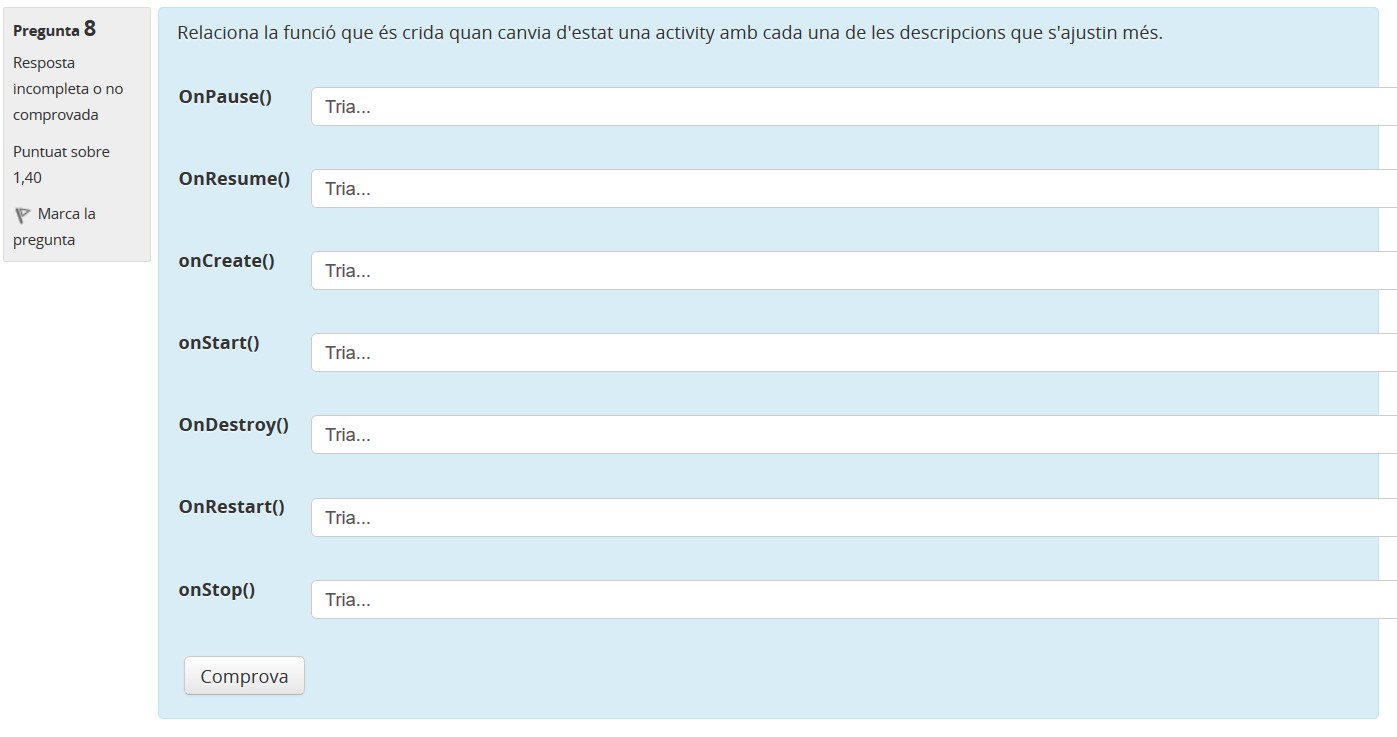 Pregunta 8
Resposta
incompleta o no
comprovada
Puntuat sobre
1,40
Marca la
pregunta
Relaciona la funció que és crida quan canvia d'estat una activity amb cada una de les descripcions que s'ajustin més.
OnPause()
Tria...
OnResume()
Tria...
onCreate()
Tria...
onStart()
Tria...
OnDestroy()
Tria...
OnRestart()
Tria...
onStop()
Tria...
Comprova